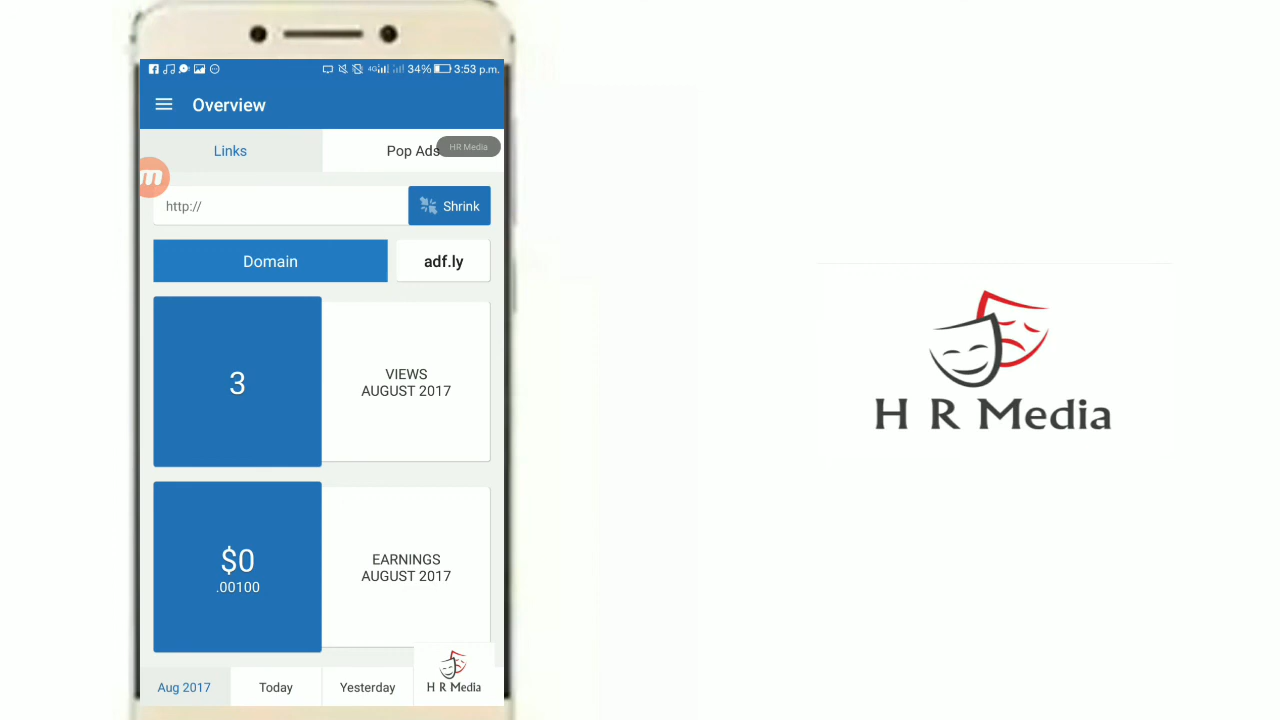 4G 34% 3:53 p.m.
Overview
Links
Pop Ads
HR Media
http://
Shrink
Domain
adf.ly
3
VIEWS
AUGUST 2017
$0
.00100
EARNINGS
AUGUST 2017
Aug 2017
Today
Yesterday
H R Media
H R Media